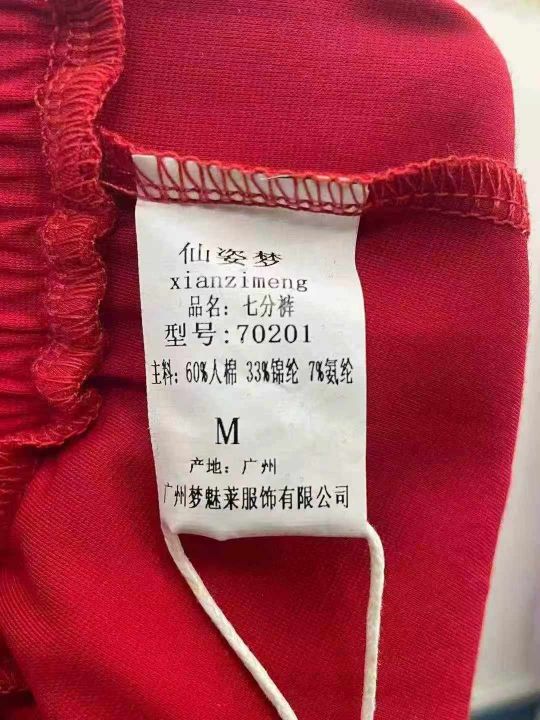 仙姿梦
xianzimeng
品名: 七分裤
型号:70201
主料:60%人棉 33%锦纶 7%氨纶
M
产地: 广州
广州梦魅莱服饰有限公司